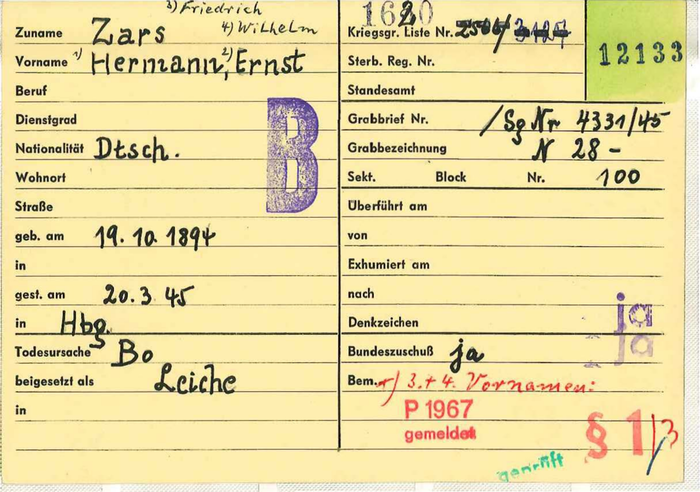 3) Friedrich
4) Wilhelm
Zuname Zars
Vorname 1) Hermann, 2) Ernst
Beruf
Dienstgrad
Nationalität Dtsch.
Wohnort
Straße
geb. am 19.10.1894
in
gest. am 20.3.45
in Hbg.
Todesursache Bo
beigesetzt als Leiche
in
B
1620
Kriegsgr. Liste Nr.
12133
Sterb. Reg. Nr.
Standesamt
Grabbrief Nr. /Sg Nr 4331/45
Grabbezeichnung N 28 -
Sekt. Block Nr. 100
Überführt am
von
Exhumiert am
nach
Denkzeichen ja
ja
Bundeszuschuß ja
Bem. 3.+4. Vornamen:
P 1967
gemeldet
§ 1/3
geprüft